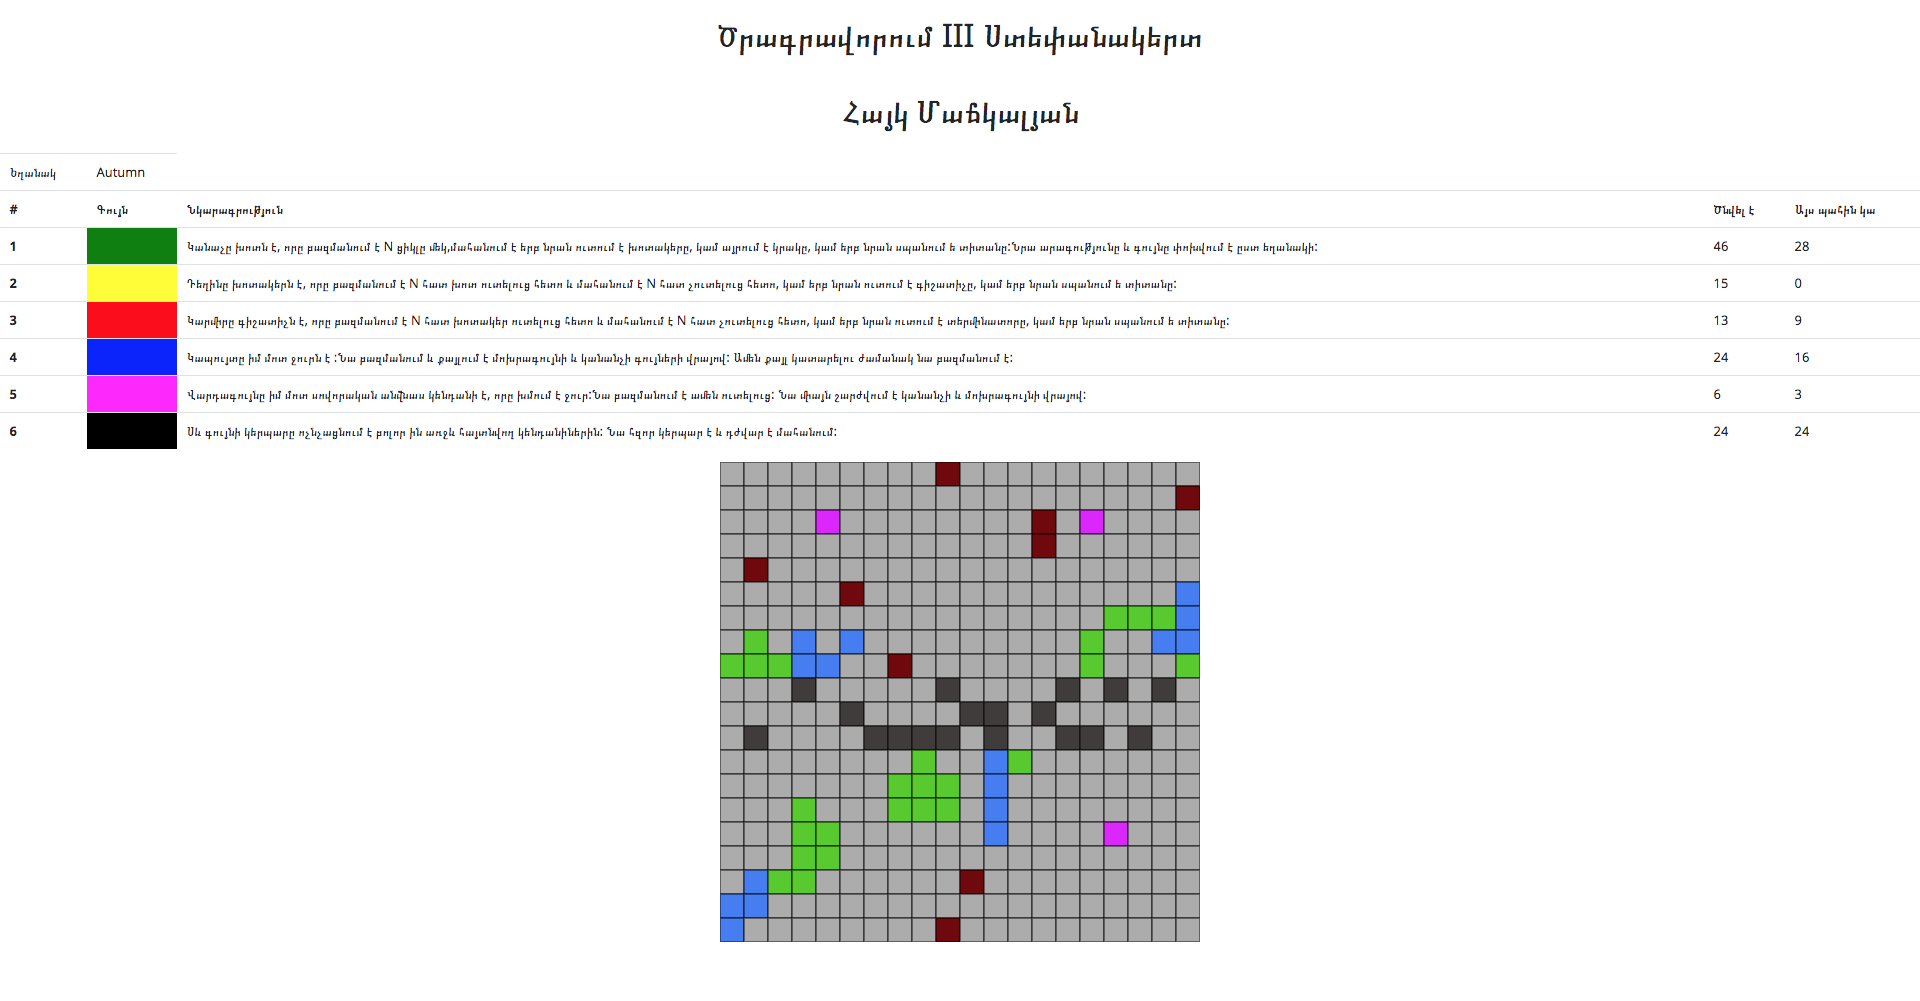 Ծրագրավորում III Ստեփանակերտ
Հայկ Մաճկալյան
Եղանակ Autumn
# Գույն Նկարագրություն Ծնվել է Այս պահին կա
1 Կանաչը խոտն է, որը բազմանում է N ցիկլը մեկ,մահանում է երբ նրան ուտում է խոտակերը, կամ այրում է կրակը, կամ երբ նրան սպանում ե տիտանը:Նրա արագությունը և գույնը փոխվում է ըստ եղանակի: 46 28
2 Դեղինը խոտակերն է, որը բազմանում է N հատ խոտ ուտելուց հետո և մահանում է N հատ չուտելուց հետո, կամ երբ նրան ուտում է գիշատիչը, կամ երբ նրան սպանում ե տիտանը: 15 0
3 Կարմիրը գիշատիչն է, որը բազմանում է N հատ խոտակեր ուտելուց հետո և մահանում է N հատ չուտելուց հետո, կամ երբ նրան ուտում է տերմինատորը, կամ երբ նրան սպանում ե տիտանը: 13 9
4 Կապույտը իմ մոտ ջուրն է :Նա բազմանում և քայլում է մոխրագույնի և կանանչի գույների վրայով: Ամեն քայլ կատարելու ժամանակ նա բազմանում է: 24 16
5 Վարդագույնը իմ մոտ սովորական անմնաս կենդանի է, որը խմում է ջուր:Նա բազմանում է ամեն ուտելուց: Նա միայն շարժվում է կանանչի և մոխրագույնի վրայով: 6 3
6 Սև գույնի կերպարը ոչնչացնում է բոլոր ին առջև հայտնվող կենդանիներին: Նա հզոր կերպար է և դժվար է մահանում: 24 24